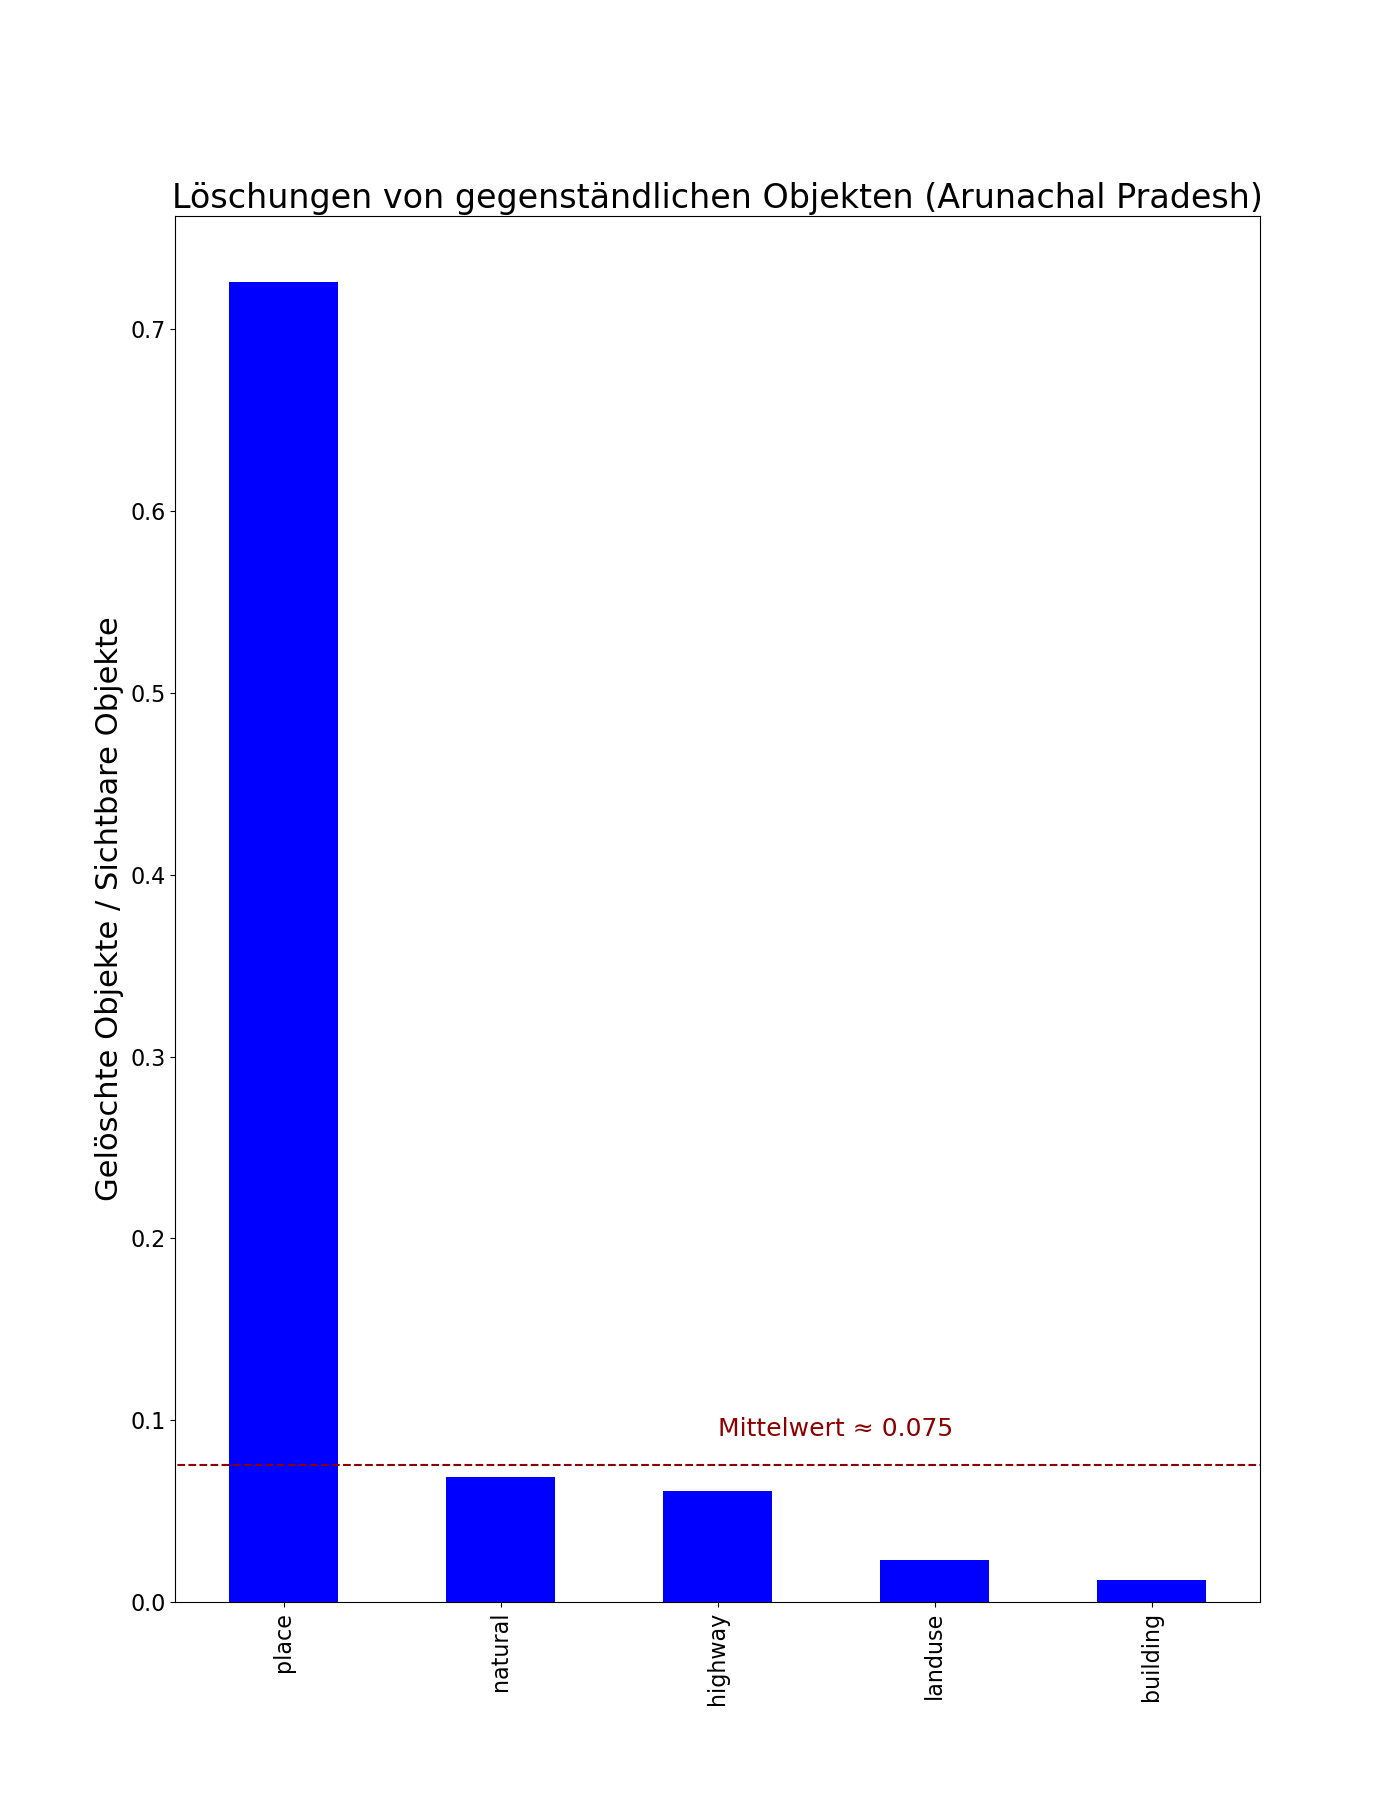 Löschungen von gegenständlichen Objekten (Arunachal Pradesh)
Gelöschte Objekte / Sichtbare Objekte
0.7
0.6
0.5
0.4
0.3
0.2
0.1
0.0
Mittelwert ≈ 0.075
place
natural
highway
landuse
building